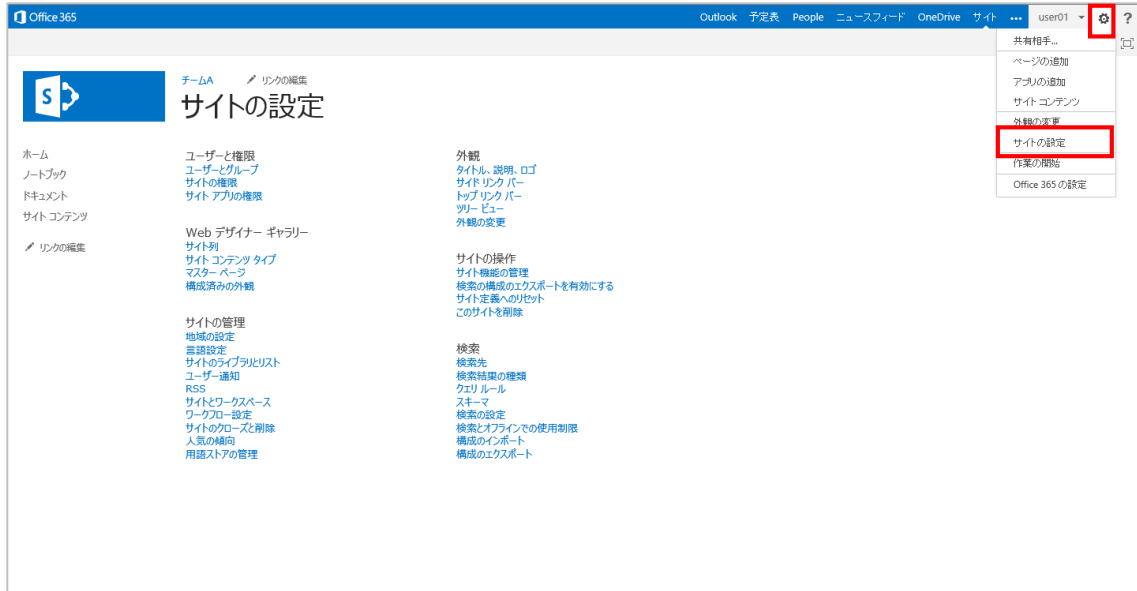 Office 365
Outlook 予定表 People ニュースフィード OneDrive サイト ••• user01 ?
共有相手...
ページの追加
アプリの追加
サイト コンテンツ
外観の変更
サイトの設定
作業の開始
Office 365 の設定
S
チームA リンクの編集
サイトの設定
ホーム
ノートブック
ドキュメント
サイト コンテンツ
リンクの編集
ユーザーと権限
ユーザーとグループ
サイトの権限
サイト アプリの権限
Web デザイナー ギャラリー
サイト列
サイト コンテンツ タイプ
マスター ページ
構成済みの外観
サイトの管理
地域の設定
言語設定
サイトのライブラリとリスト
ユーザー通知
RSS
サイトとワークスペース
ワークフロー設定
サイトのクローズと削除
人気の傾向
用語ストアの管理
外観
タイトル、説明、ロゴ
サイド リンク バー
トップ リンク バー
ツリー ビュー
外観の変更
サイトの操作
サイト機能の管理
検索の構成のエクスポートを有効にする
サイト定義へのリセット
このサイトを削除
検索
検索先
検索結果の種類
クエリ ルール
スキーマ
検索の設定
検索とオフラインでの使用制限
構成のインポート
構成のエクスポート